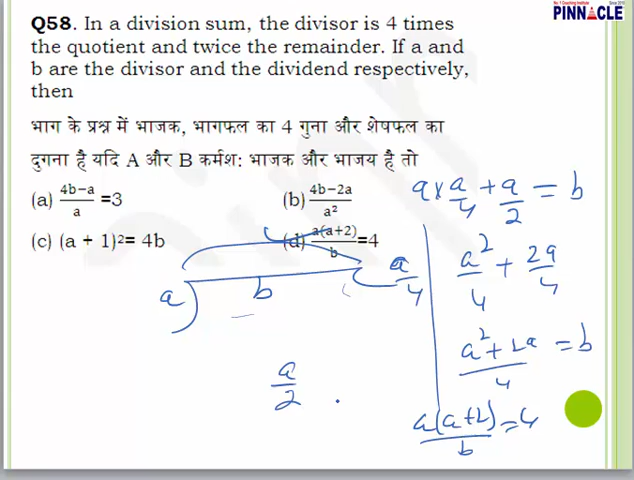 PINNACLE
Q58. In a division sum, the divisor is 4 times
the quotient and twice the remainder. If a and
b are the divisor and the dividend respectively,
then
भाग के प्रश्न में भाजक, भागफल का 4 गुना और शेषफल का
दुगना है यदि A और B कर्मश: भाजक और भाजय है तो
(a) (4b-a)/a =3 (b) (4b-2a)/a²
(c) (a + 1)²= 4b (d) a(a+2)/b =4
a × a/4 + a/2 = b
a²/4 + 2a/4
(a² + 2a)/4 = b
a(a+2)/b = 4
a b a/4
a/2